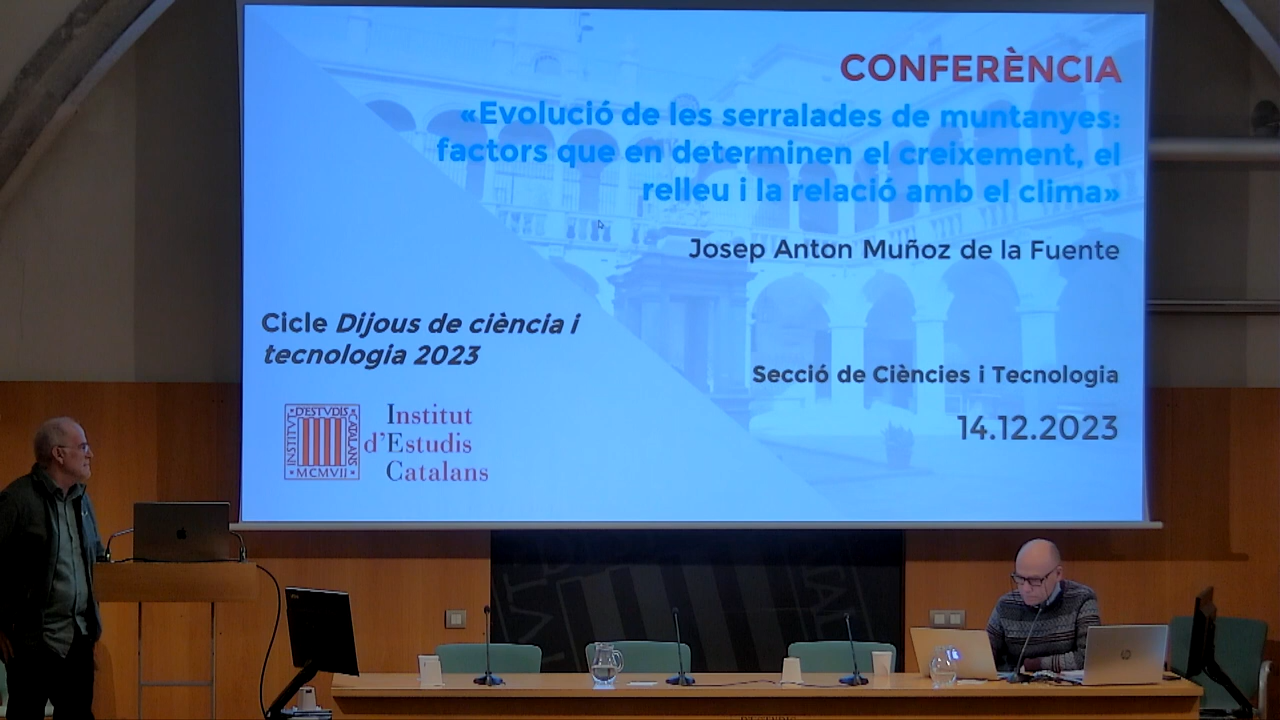 CONFERÈNCIA
«Evolució de les serralades de muntanyes:
factors que en determinen el creixement, el
relleu i la relació amb el clima»
Josep Anton Muñoz de la Fuente
Cicle Dijous de ciència i
tecnologia 2023
Secció de Ciències i Tecnologia
14.12.2023
INSTITVT
D'ESTVDIS
CATALANS
MCMVII
Institut
d'Estudis
Catalans
hp